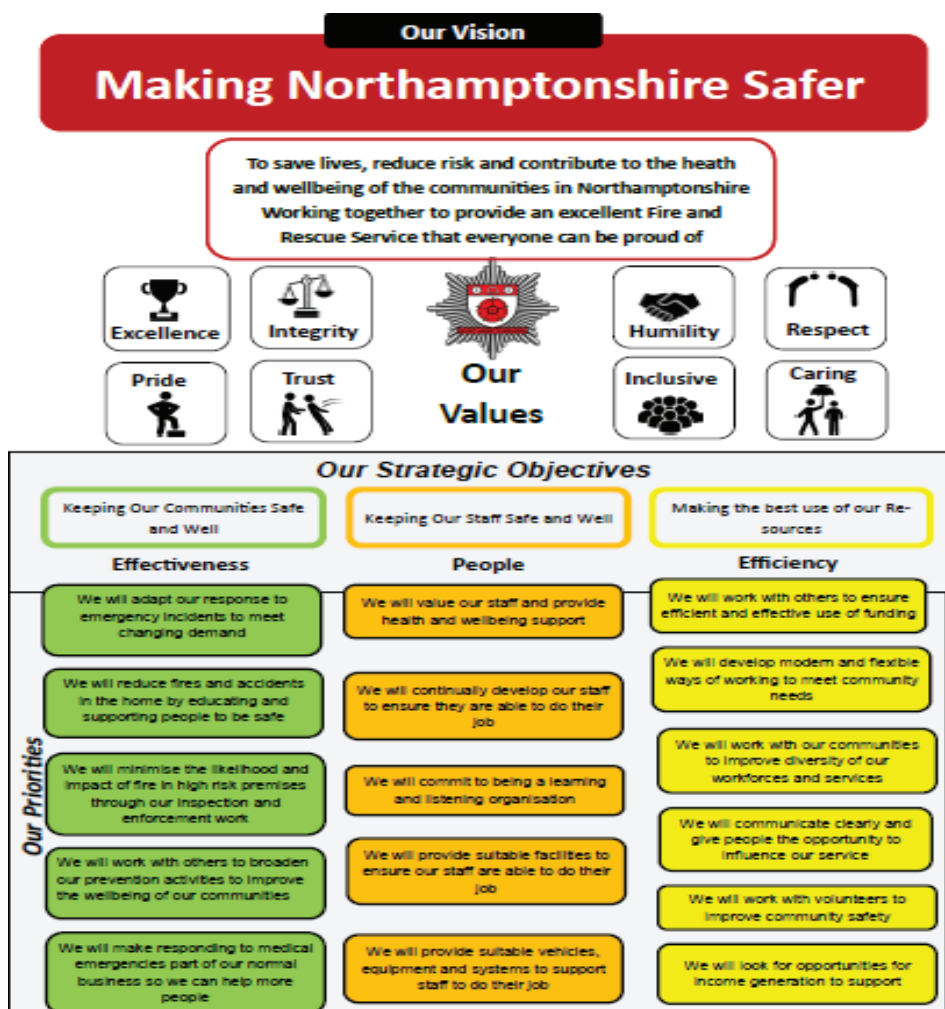 Our Vision
Making Northamptonshire Safer
To save lives, reduce risk and contribute to the heath
and wellbeing of the communities in Northamptonshire
Working together to provide an excellent Fire and
Rescue Service that everyone can be proud of
Excellence
Integrity
Humility
Respect
Pride
Trust
Our
Values
Inclusive
Caring
Our Strategic Objectives
Keeping Our Communities Safe
and Well
Keeping Our Staff Safe and Well
Making the best use of our Re-
sources
Effectiveness
People
Efficiency
Our Priorities
We will adapt our response to
emergency incidents to meet
changing demand
We will reduce fires and accidents
in the home by educating and
supporting people to be safe
We will minimise the likelihood and
impact of fire in high risk premises
through our inspection and
enforcement work
We will work with others to broaden
our prevention activities to improve
the wellbeing of our communities
We will make responding to medical
emergencies part of our normal
business so we can help more
people
We will value our staff and provide
health and wellbeing support
We will continually develop our staff
to ensure they are able to do their
job
We will commit to being a learning
and listening organisation
We will provide suitable facilities to
ensure our staff are able to do their
job
We will provide suitable vehicles,
equipment and systems to support
staff to do their job
We will work with others to ensure
efficient and effective use of funding
We will develop modern and flexible
ways of working to meet community
needs
We will work with our communities
to improve diversity of our
workforces and services
We will communicate clearly and
give people the opportunity to
influence our service
We will work with volunteers to
improve community safety
We will look for opportunities for
income generation to support